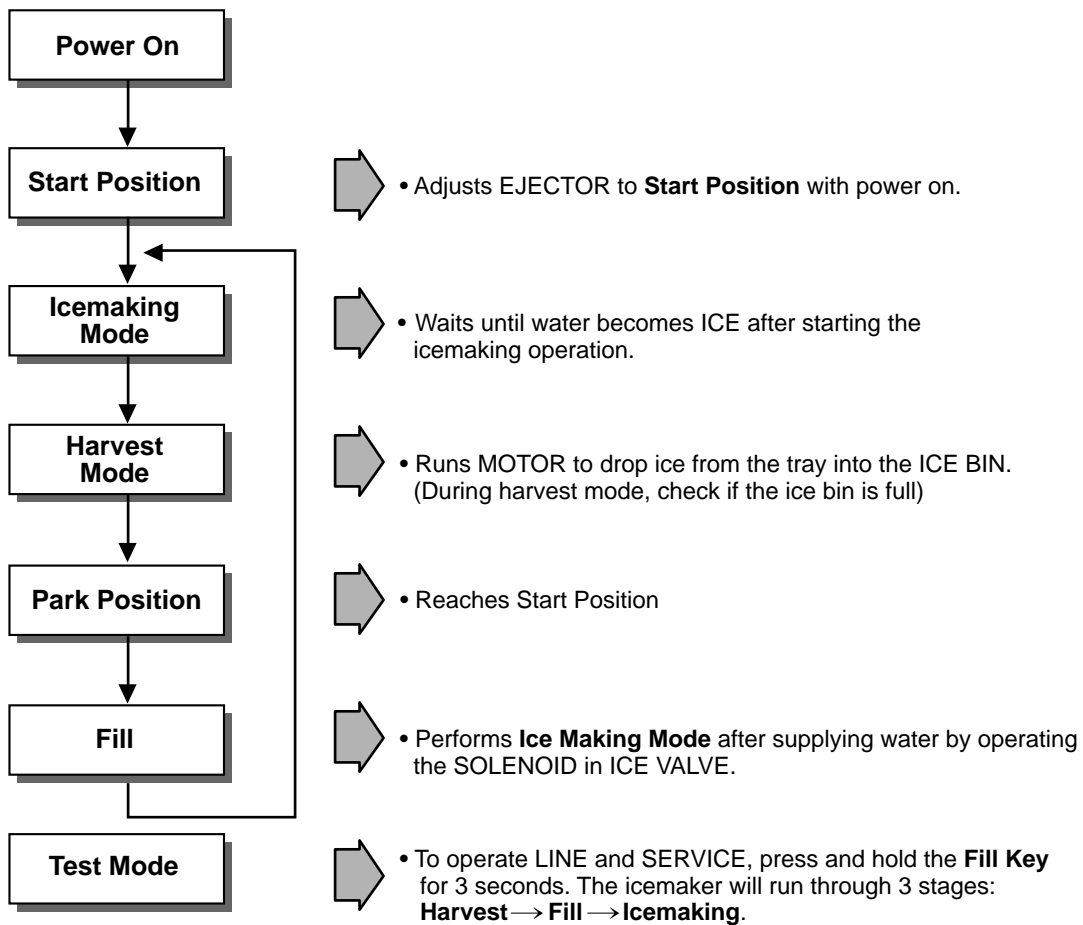 Power On
Start Position
• Adjusts EJECTOR to Start Position with power on.
Icemaking
Mode
• Waits until water becomes ICE after starting the
icemaking operation.
Harvest
Mode
• Runs MOTOR to drop ice from the tray into the ICE BIN.
(During harvest mode, check if the ice bin is full)
Park Position
• Reaches Start Position
Fill
• Performs Ice Making Mode after supplying water by operating
the SOLENOID in ICE VALVE.
Test Mode
• To operate LINE and SERVICE, press and hold the Fill Key
for 3 seconds. The icemaker will run through 3 stages:
Harvest → Fill → Icemaking.